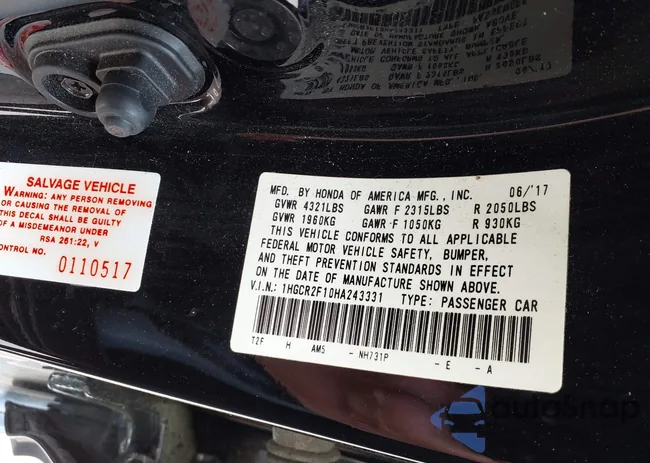 SALVAGE VEHICLE
WARNING: ANY PERSON REMOVING
OR CAUSING THE REMOVAL OF
THIS DECAL SHALL BE GUILTY
OF A MISDEMEANOR UNDER
RSA 261:22, V
CONTROL NO. 0110517
MFD. BY HONDA OF AMERICA MFG., INC. 06/'17
GVWR 4321LBS GAWR F 2315LBS R 2050LBS
GVWR 1960KG GAWR F 1050KG R 930KG
THIS VEHICLE CONFORMS TO ALL APPLICABLE
FEDERAL MOTOR VEHICLE SAFETY, BUMPER,
AND THEFT PREVENTION STANDARDS IN EFFECT
ON THE DATE OF MANUFACTURE SHOWN ABOVE.
V.I.N.: 1HGCR2F10HA243331 TYPE: PASSENGER CAR
T2F H AM5 - NH731P - E - A
autoSnap